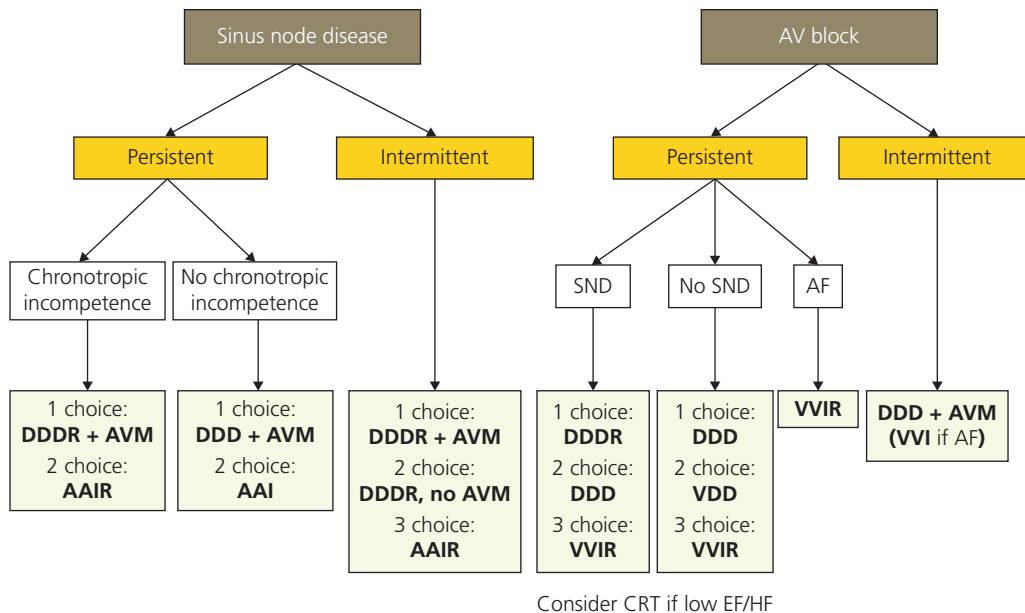 Sinus node disease
AV block
Persistent
Intermittent
Persistent
Intermittent
Chronotropic
incompetence
No chronotropic
incompetence
SND
No SND
AF
1 choice:
DDDR + AVM
2 choice:
AAIR
1 choice:
DDD + AVM
2 choice:
AAI
1 choice:
DDDR + AVM
2 choice:
DDDR, no AVM
3 choice:
AAIR
1 choice:
DDDR
2 choice:
DDD
3 choice:
VVIR
1 choice:
DDD
2 choice:
VDD
3 choice:
VVIR
VVIR
DDD + AVM
(VVI if AF)
Consider CRT if low EF/HF